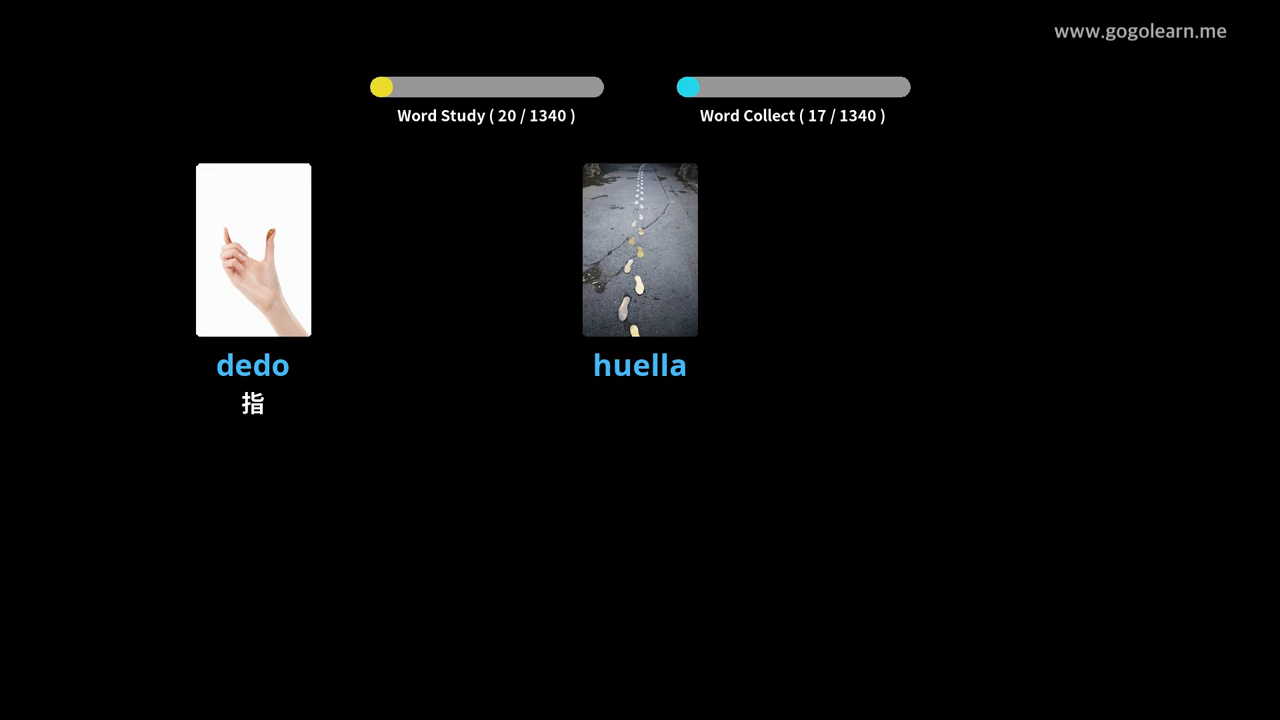 www.gogolearn.me
Word Study ( 20 / 1340 )
Word Collect ( 17 / 1340 )
dedo
huella
指